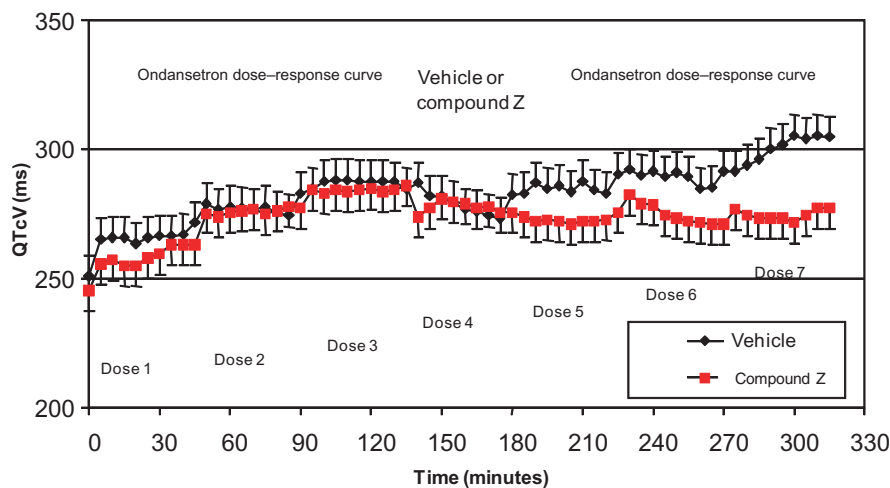 350
Ondansetron dose–response curve
Vehicle or
compound Z
Ondansetron dose–response curve
300
QTcV (ms)
250
Dose 1
Dose 2
Dose 3
Dose 4
Dose 5
Dose 6
Dose 7
Vehicle
Compound Z
200
0 30 60 90 120 150 180 210 240 270 300 330
Time (minutes)